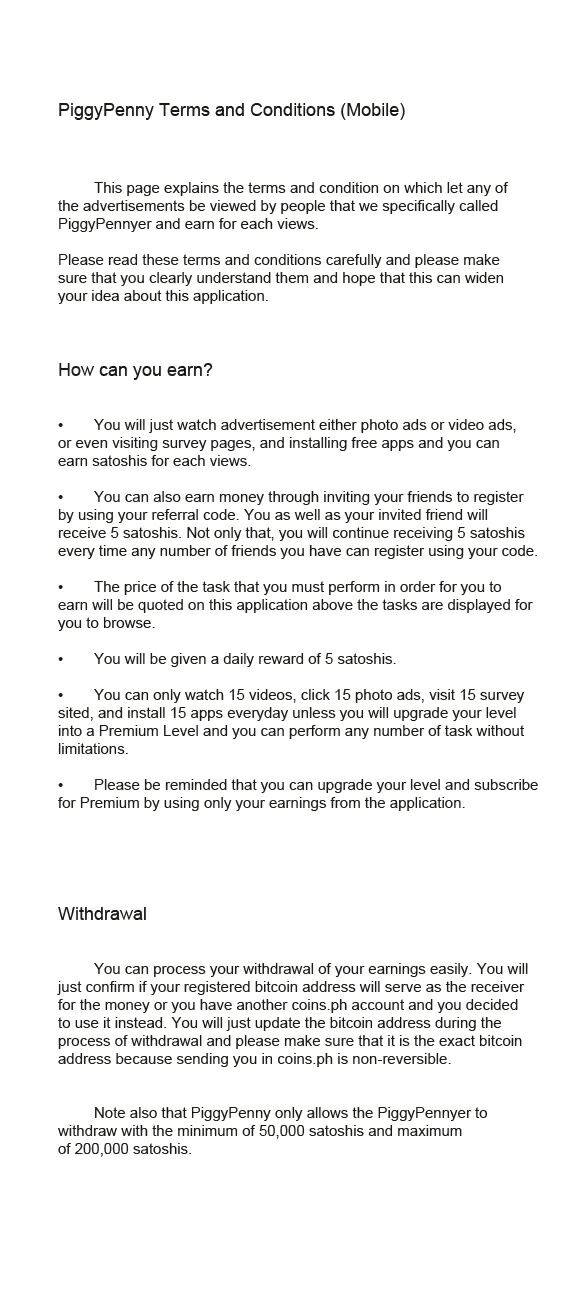 PiggyPenny Terms and Conditions (Mobile)
This page explains the terms and condition on which let any of
the advertisements be viewed by people that we specifically called
PiggyPennyer and earn for each views.
Please read these terms and conditions carefully and please make
sure that you clearly understand them and hope that this can widen
your idea about this application.
How can you earn?
• You will just watch advertisement either photo ads or video ads,
or even visiting survey pages, and installing free apps and you can
earn satoshis for each views.
• You can also earn money through inviting your friends to register
by using your referral code. You as well as your invited friend will
receive 5 satoshis. Not only that, you will continue receiving 5 satoshis
every time any number of friends you have can register using your code.
• The price of the task that you must perform in order for you to
earn will be quoted on this application above the tasks are displayed for
you to browse.
• You will be given a daily reward of 5 satoshis.
• You can only watch 15 videos, click 15 photo ads, visit 15 survey
sited, and install 15 apps everyday unless you will upgrade your level
into a Premium Level and you can perform any number of task without
limitations.
• Please be reminded that you can upgrade your level and subscribe
for Premium by using only your earnings from the application.
Withdrawal
You can process your withdrawal of your earnings easily. You will
just confirm if your registered bitcoin address will serve as the receiver
for the money or you have another coins.ph account and you decided
to use it instead. You will just update the bitcoin address during the
process of withdrawal and please make sure that it is the exact bitcoin
address because sending you in coins.ph is non-reversible.
Note also that PiggyPenny only allows the PiggyPennyer to
withdraw with the minimum of 50,000 satoshis and maximum
of 200,000 satoshis.